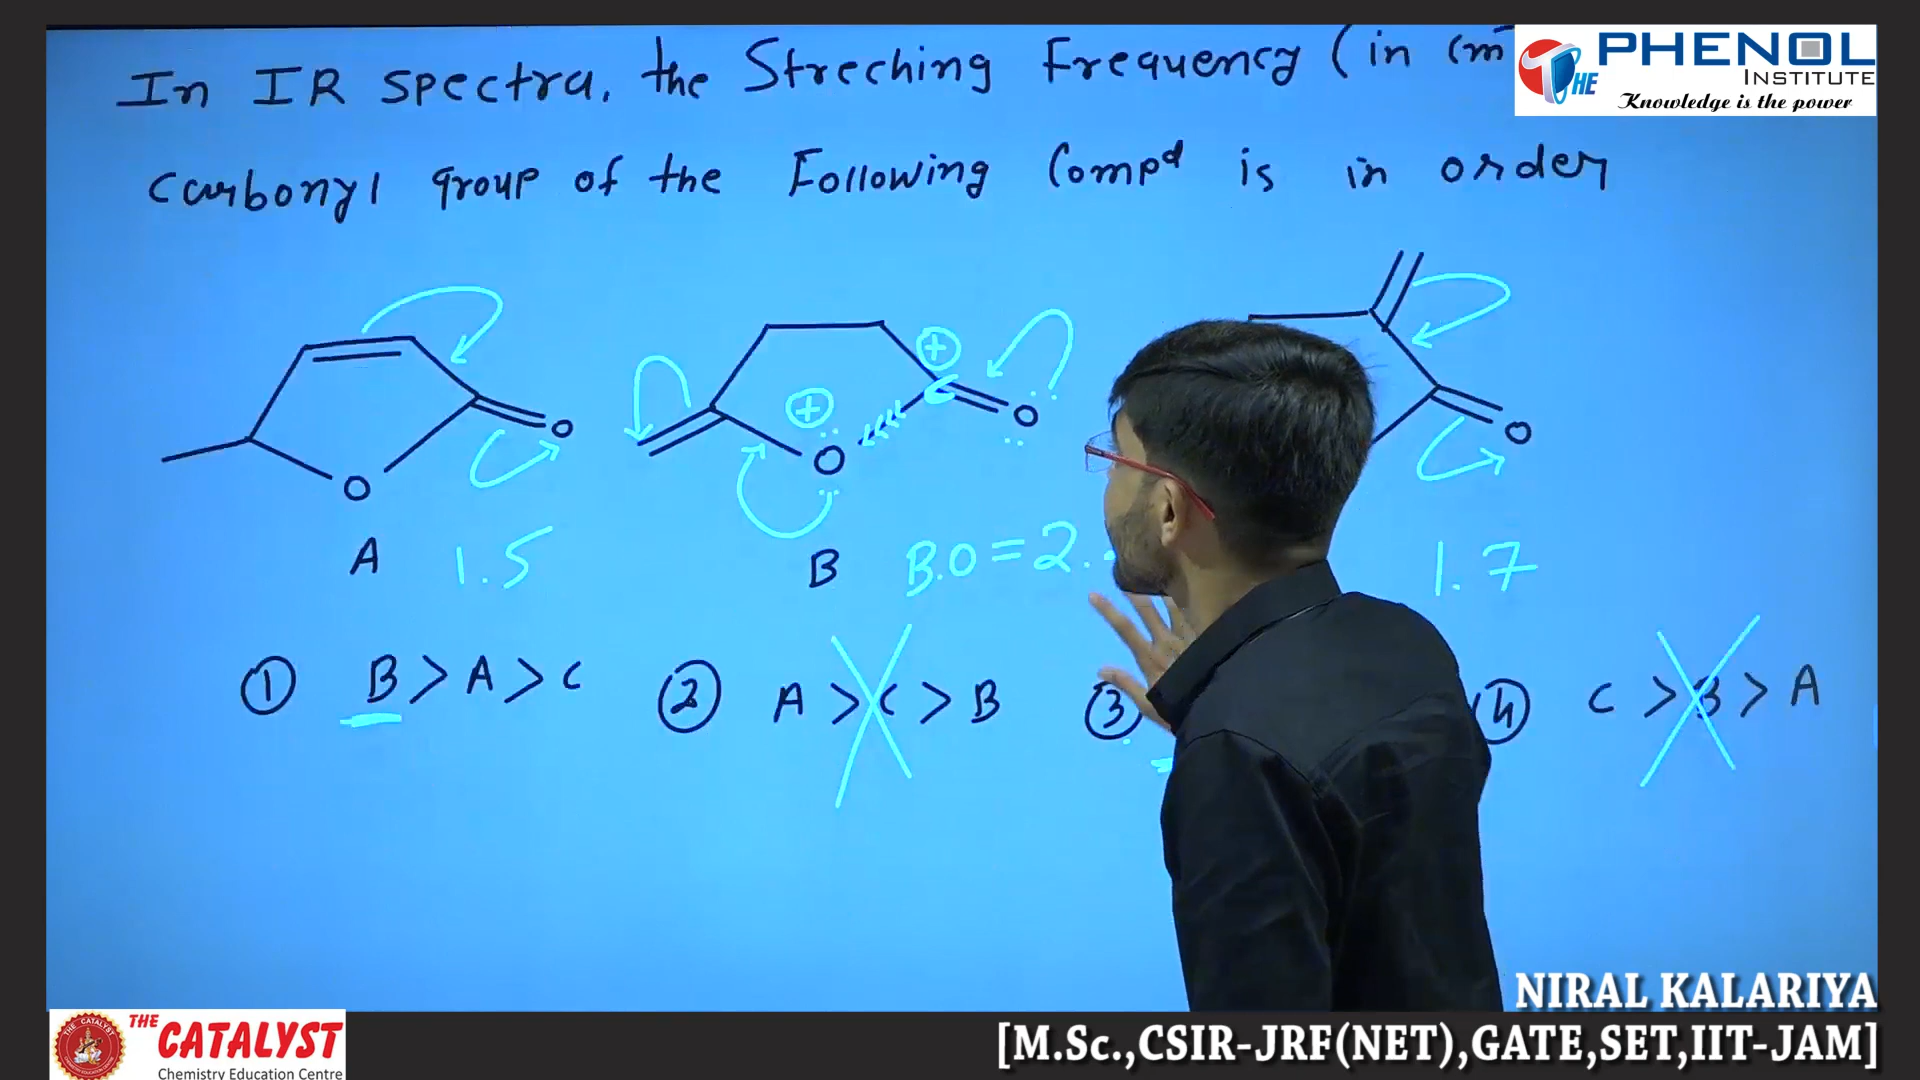 In IR spectra, the Streching Frequency (in cm
carbonyl group of the Following Compd is in order
THE PHENOL
INSTITUTE
Knowledge is the power
O
O
O
O
O
A 1.5 B B.O = 2. 1.7
① B > A > C ② A > C > B ③ ④ C > B > A
NIRAL KALARIYA
[M.Sc.,CSIR-JRF(NET),GATE,SET,IIT-JAM]
THE CATALYST
Chemistry Education Centre